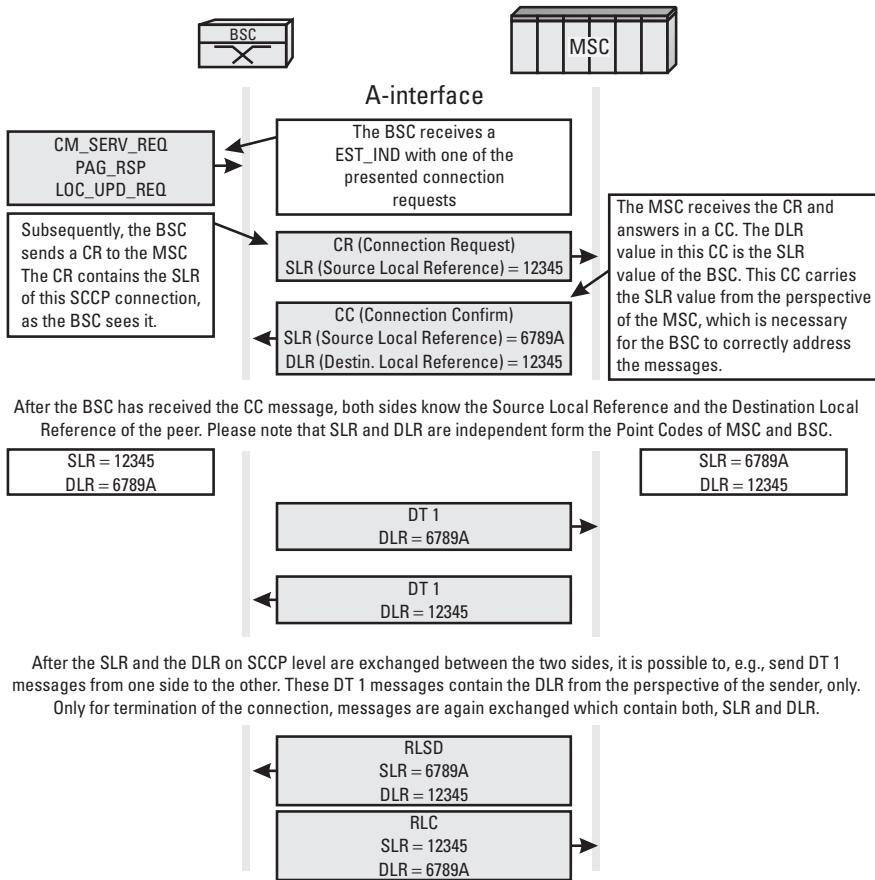 BSC
MSC
A-interface
CM_SERV_REQ
PAG_RSP
LOC_UPD_REQ
The BSC receives a
EST_IND with one of the
presented connection
requests
Subsequently, the BSC
sends a CR to the MSC
The CR contains the SLR
of this SCCP connection,
as the BSC sees it.
CR (Connection Request)
SLR (Source Local Reference) = 12345
The MSC receives the CR and
answers in a CC. The DLR
value in this CC is the SLR
value of the BSC. This CC carries
the SLR value from the perspective
of the MSC, which is necessary
for the BSC to correctly address
the messages.
CC (Connection Confirm)
SLR (Source Local Reference) = 6789A
DLR (Destin. Local Reference) = 12345
After the BSC has received the CC message, both sides know the Source Local Reference and the Destination Local
Reference of the peer. Please note that SLR and DLR are independent form the Point Codes of MSC and BSC.
SLR = 12345
DLR = 6789A
SLR = 6789A
DLR = 12345
DT 1
DLR = 6789A
DT 1
DLR = 12345
After the SLR and the DLR on SCCP level are exchanged between the two sides, it is possible to, e.g., send DT 1
messages from one side to the other. These DT 1 messages contain the DLR from the perspective of the sender, only.
Only for termination of the connection, messages are again exchanged which contain both, SLR and DLR.
RLSD
SLR = 6789A
DLR = 12345
RLC
SLR = 12345
DLR = 6789A